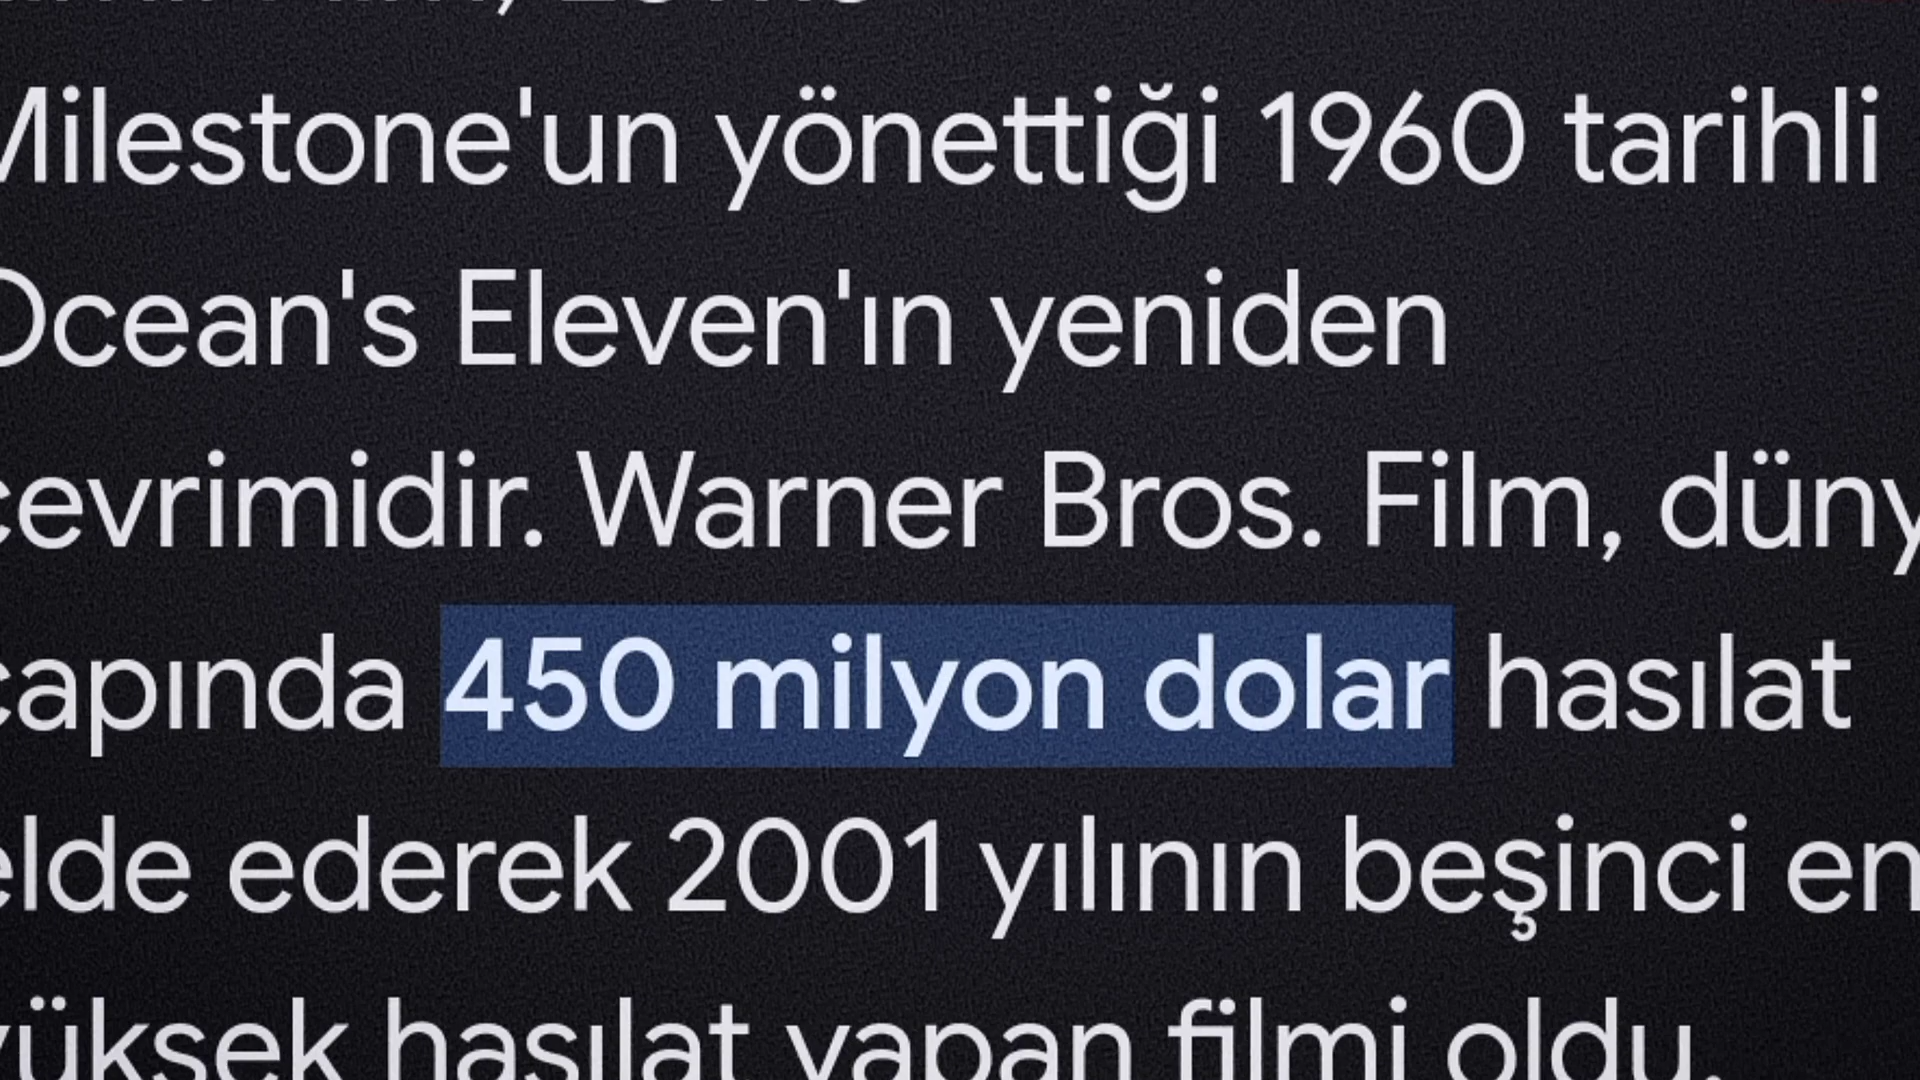 Milestone'un yönettiği 1960 tarihli
Ocean's Eleven'ın yeniden
çevrimidir. Warner Bros. Film, düny
çapında 450 milyon dolar hasılat
elde ederek 2001 yılının beşinci en
yüksek hasılat yapan filmi oldu.